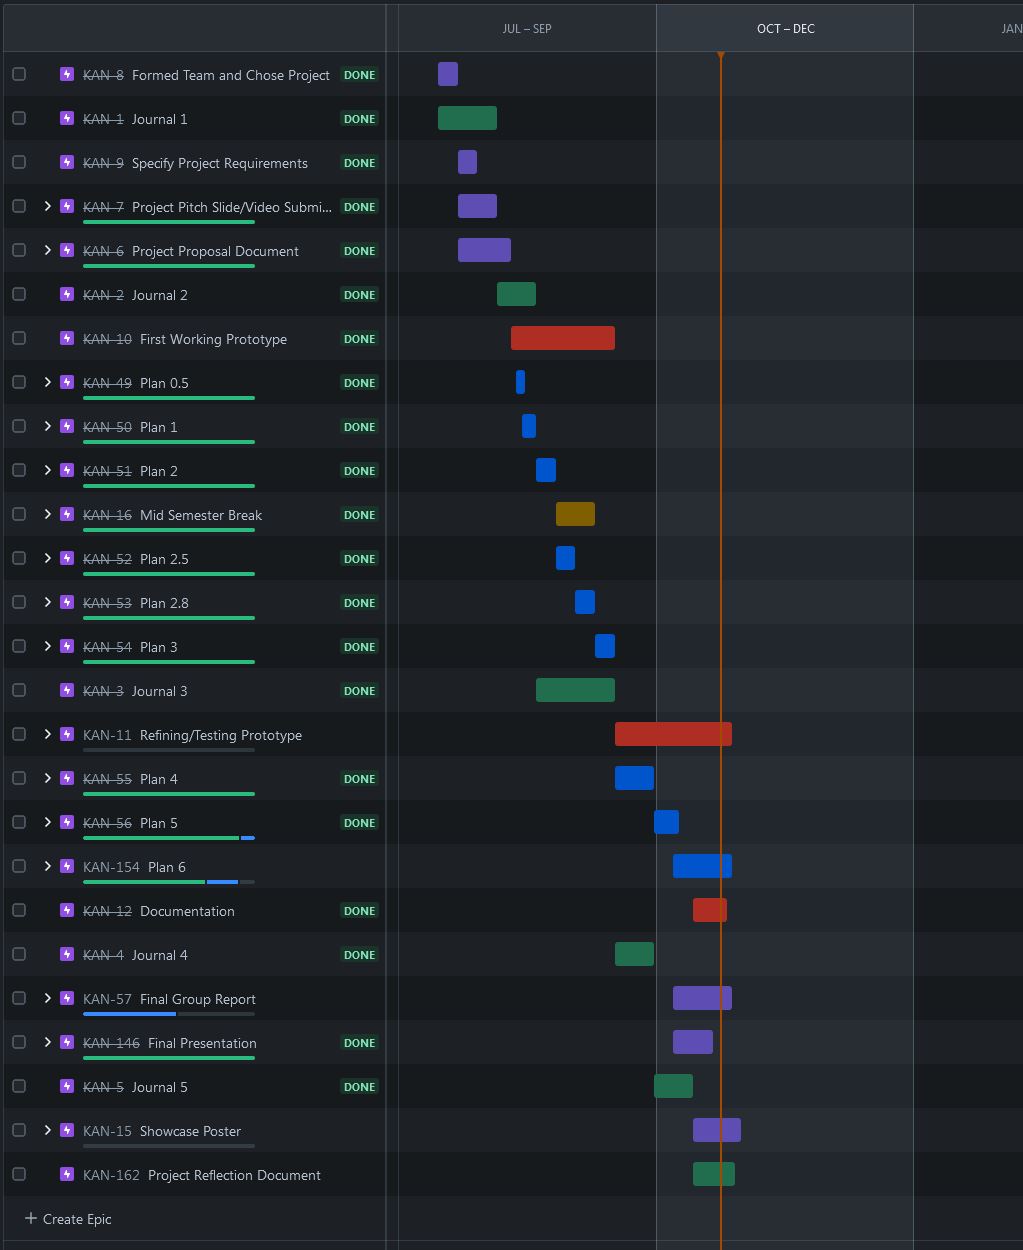 JUL – SEP OCT – DEC JAN
KAN-8 Formed Team and Chose Project DONE
KAN-1 Journal 1 DONE
KAN-9 Specify Project Requirements DONE
KAN-7 Project Pitch Slide/Video Submi... DONE
KAN-6 Project Proposal Document DONE
KAN-2 Journal 2 DONE
KAN-10 First Working Prototype DONE
KAN-49 Plan 0.5 DONE
KAN-50 Plan 1 DONE
KAN-51 Plan 2 DONE
KAN-16 Mid Semester Break DONE
KAN-52 Plan 2.5 DONE
KAN-53 Plan 2.8 DONE
KAN-54 Plan 3 DONE
KAN-3 Journal 3 DONE
KAN-11 Refining/Testing Prototype
KAN-55 Plan 4 DONE
KAN-56 Plan 5 DONE
KAN-154 Plan 6
KAN-12 Documentation DONE
KAN-4 Journal 4 DONE
KAN-57 Final Group Report
KAN-146 Final Presentation DONE
KAN-5 Journal 5 DONE
KAN-15 Showcase Poster
KAN-162 Project Reflection Document
+ Create Epic